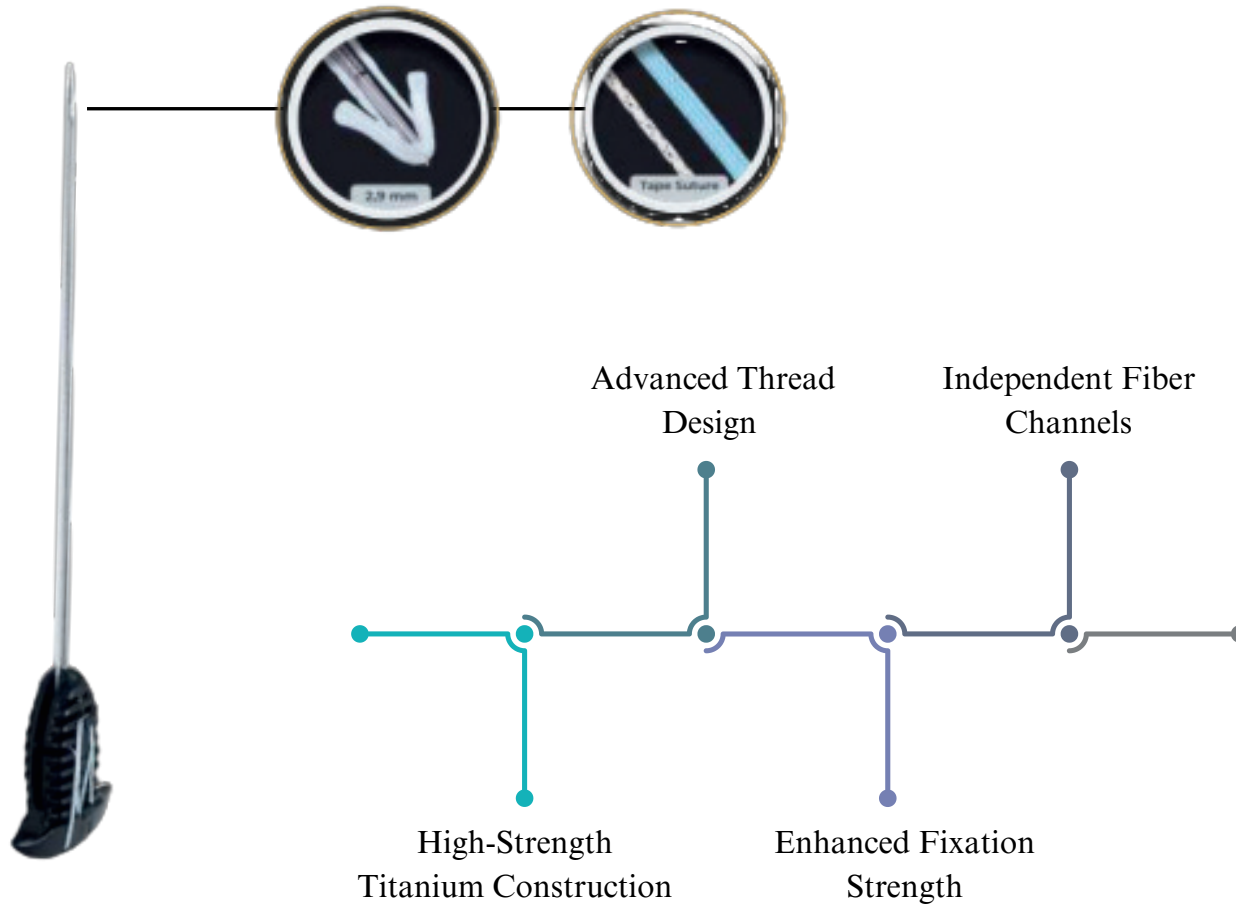 2.9 mm
Tape Suture
Advanced Thread
Design
Independent Fiber
Channels
High-Strength
Titanium Construction
Enhanced Fixation
Strength